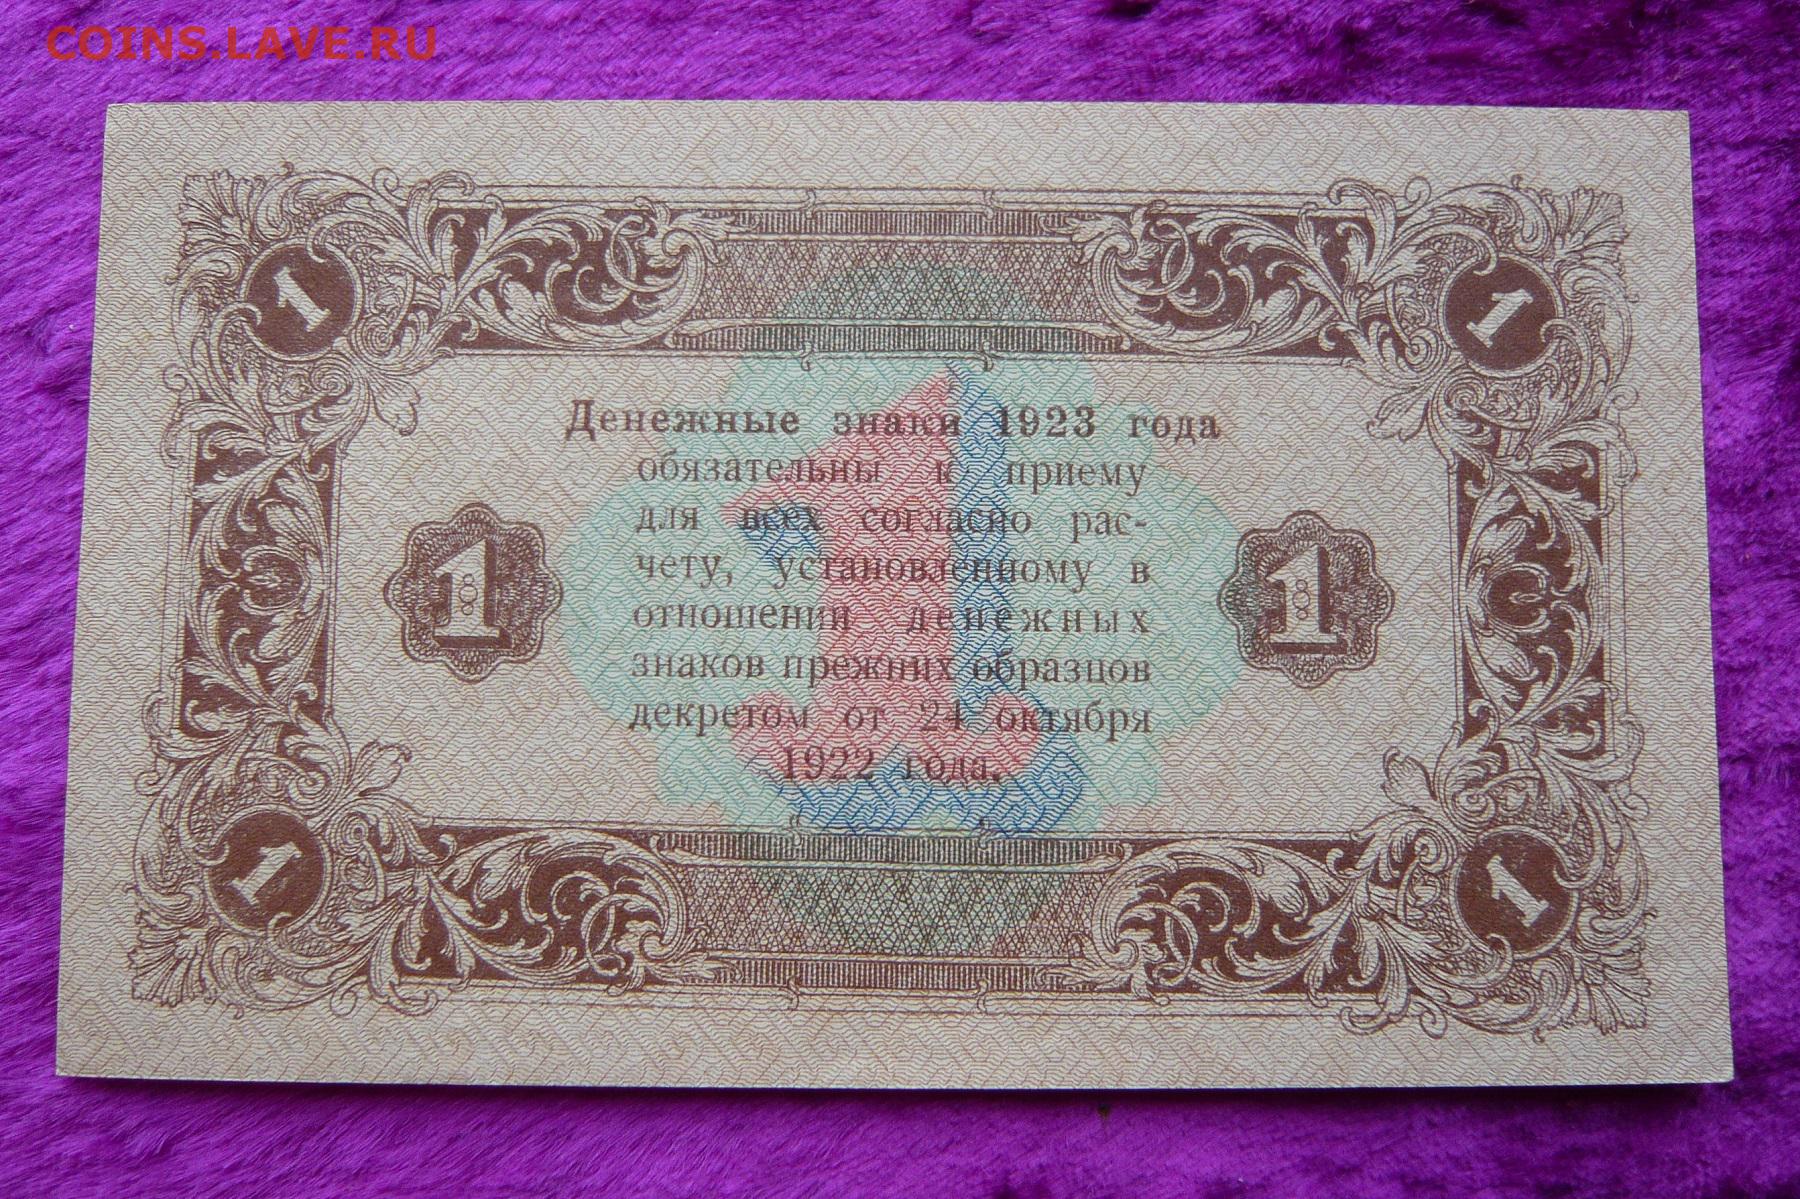 COINS.LAVE.RU
1 1
Денежные знаки 1923 года
обязательны к приему
для всех согласно рас-
чету, установленному в
1 1
отношении денежных
знаков прежних образцов
декретом от 24 октября
1922 года.
1
1 1